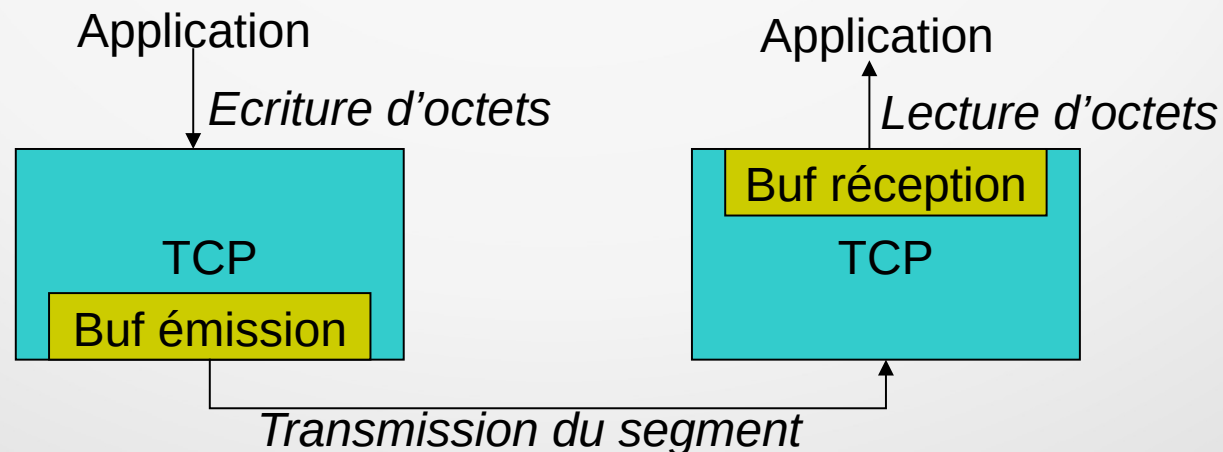 Application
Application
Ecriture d’octets
Lecture d’octets
Buf réception
TCP
TCP
Buf émission
Transmission du segment